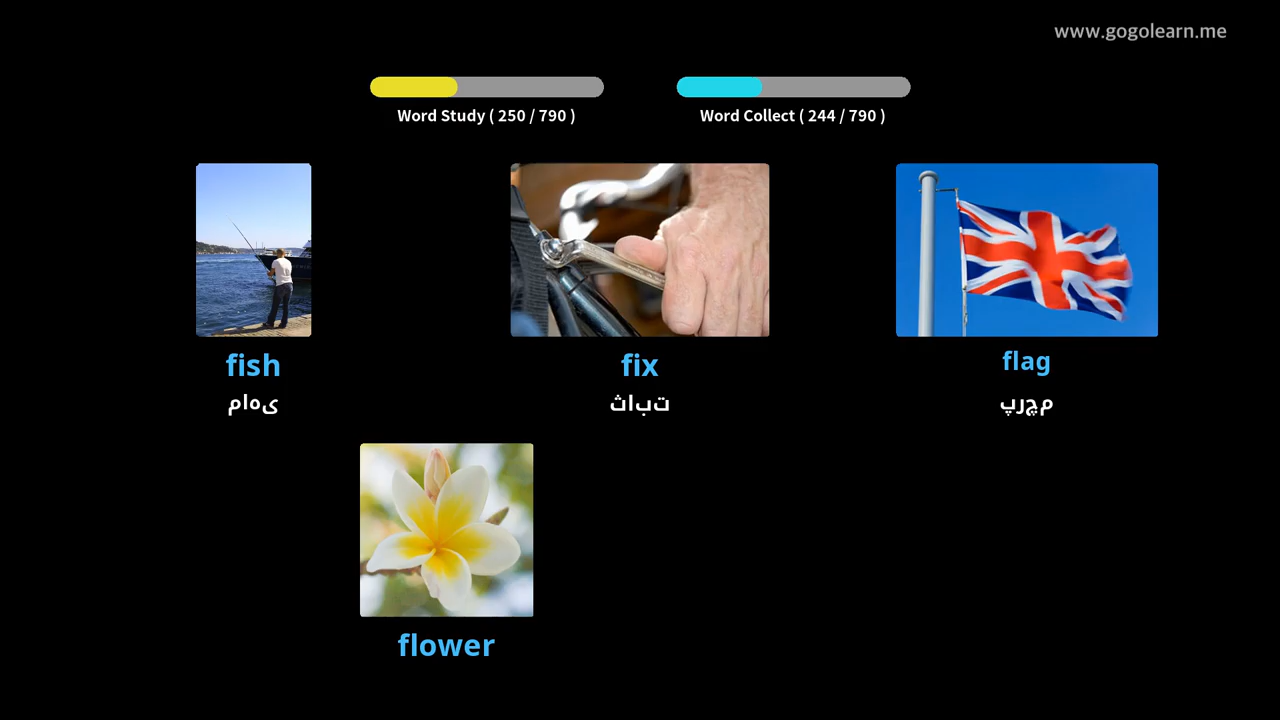 www.gogolearn.me
Word Study ( 250 / 790 )
Word Collect ( 244 / 790 )
fish
fix
flag
ماهی
ثابت
پرچم
flower